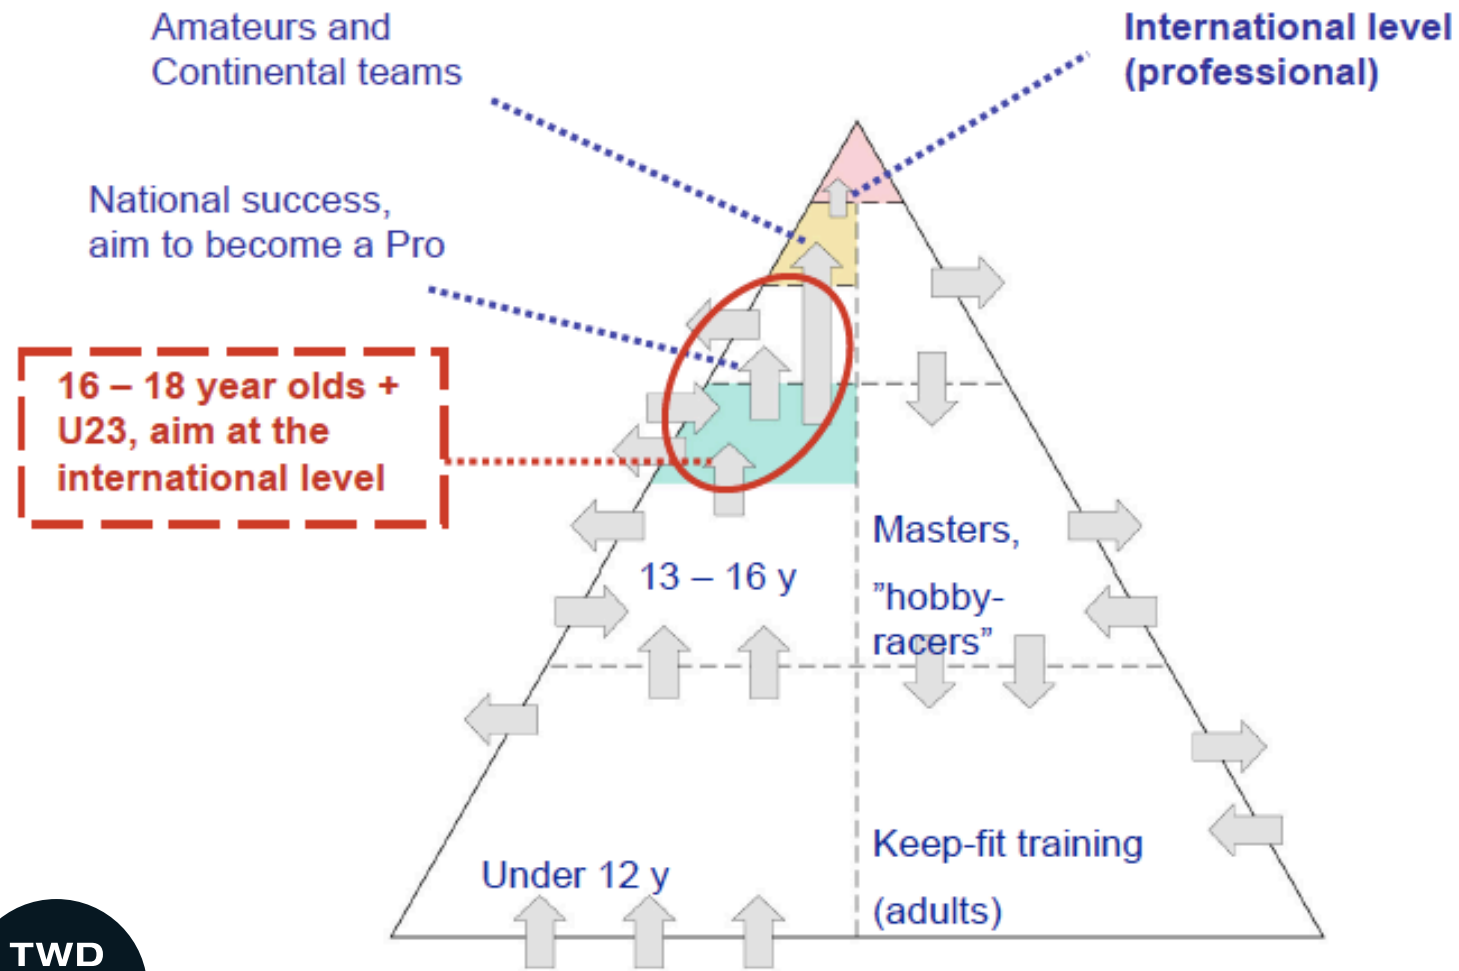 Amateurs and
Continental teams
International level
(professional)
National success,
aim to become a Pro
16 – 18 year olds +
U23, aim at the
international level
Masters,
”hobby-
racers”
13 – 16 y
Keep-fit training
(adults)
Under 12 y
TWD